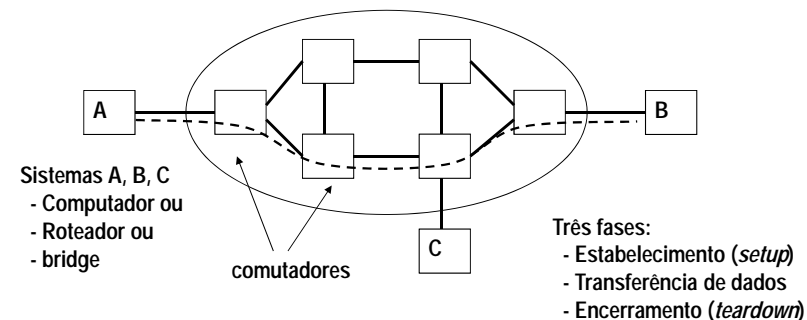 A
B
Sistemas A, B, C
- Computador ou
- Roteador ou
- bridge
comutadores
C
Três fases:
- Estabelecimento (setup)
- Transferência de dados
- Encerramento (teardown)